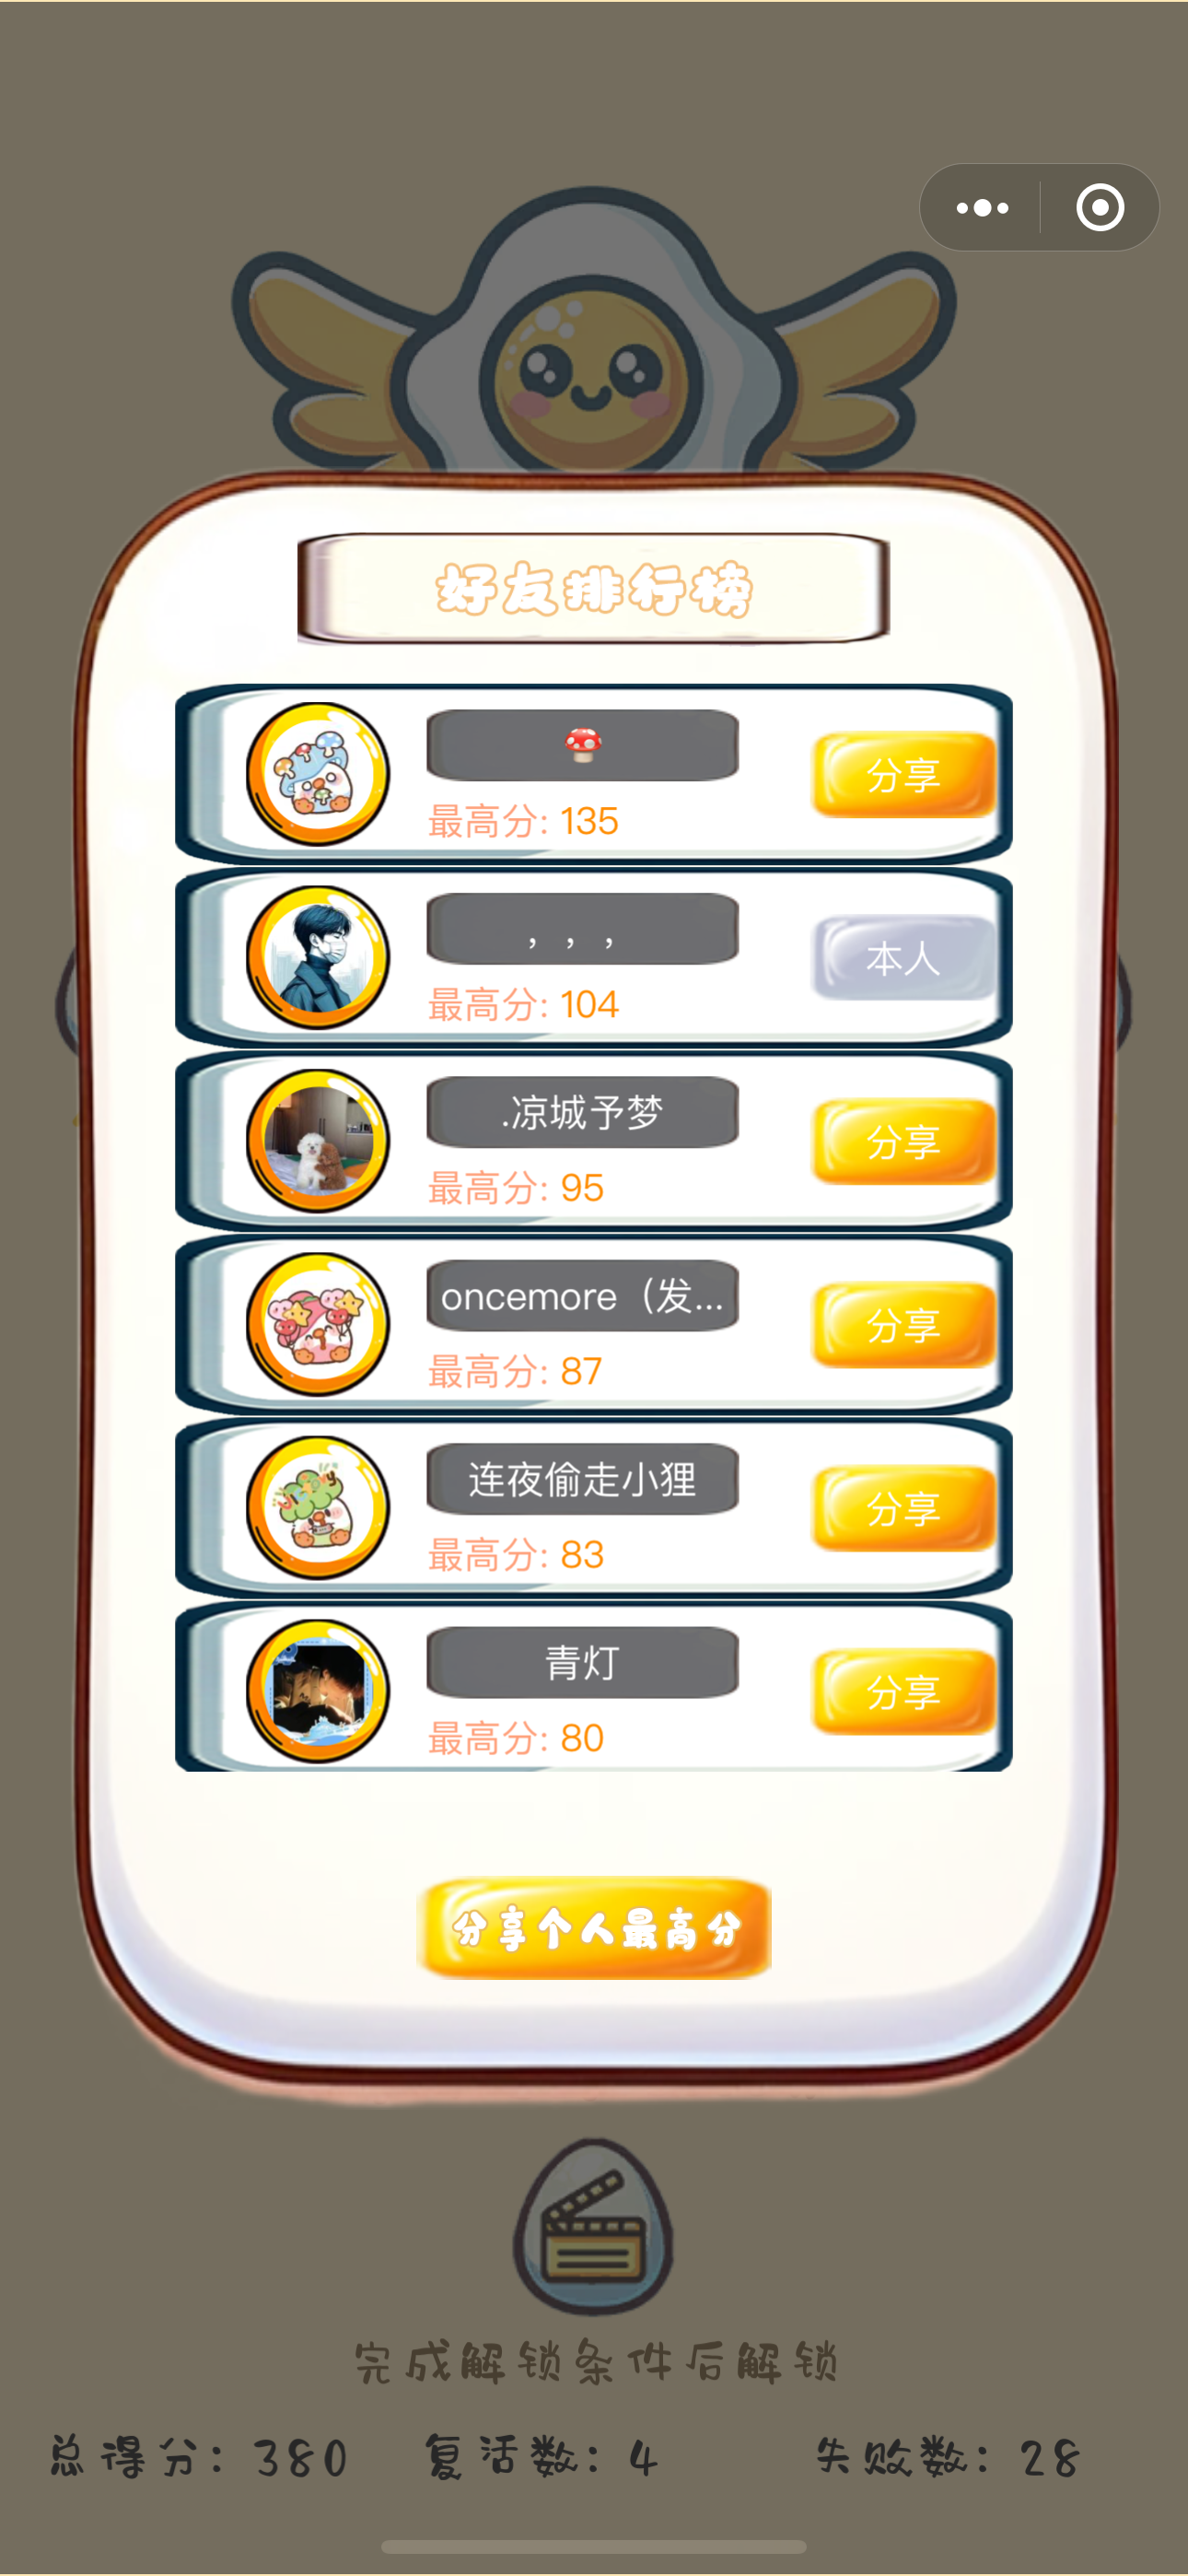 好友排行榜
🍄
最高分: 135
分享
，，，
最高分: 104
本人
.凉城予梦
最高分: 95
分享
oncemore（发...
最高分: 87
分享
连夜偷走小狸
最高分: 83
分享
青灯
最高分: 80
分享
分享个人最高分
完成解锁条件后解锁
总得分: 380 复活数: 4 失败数: 28